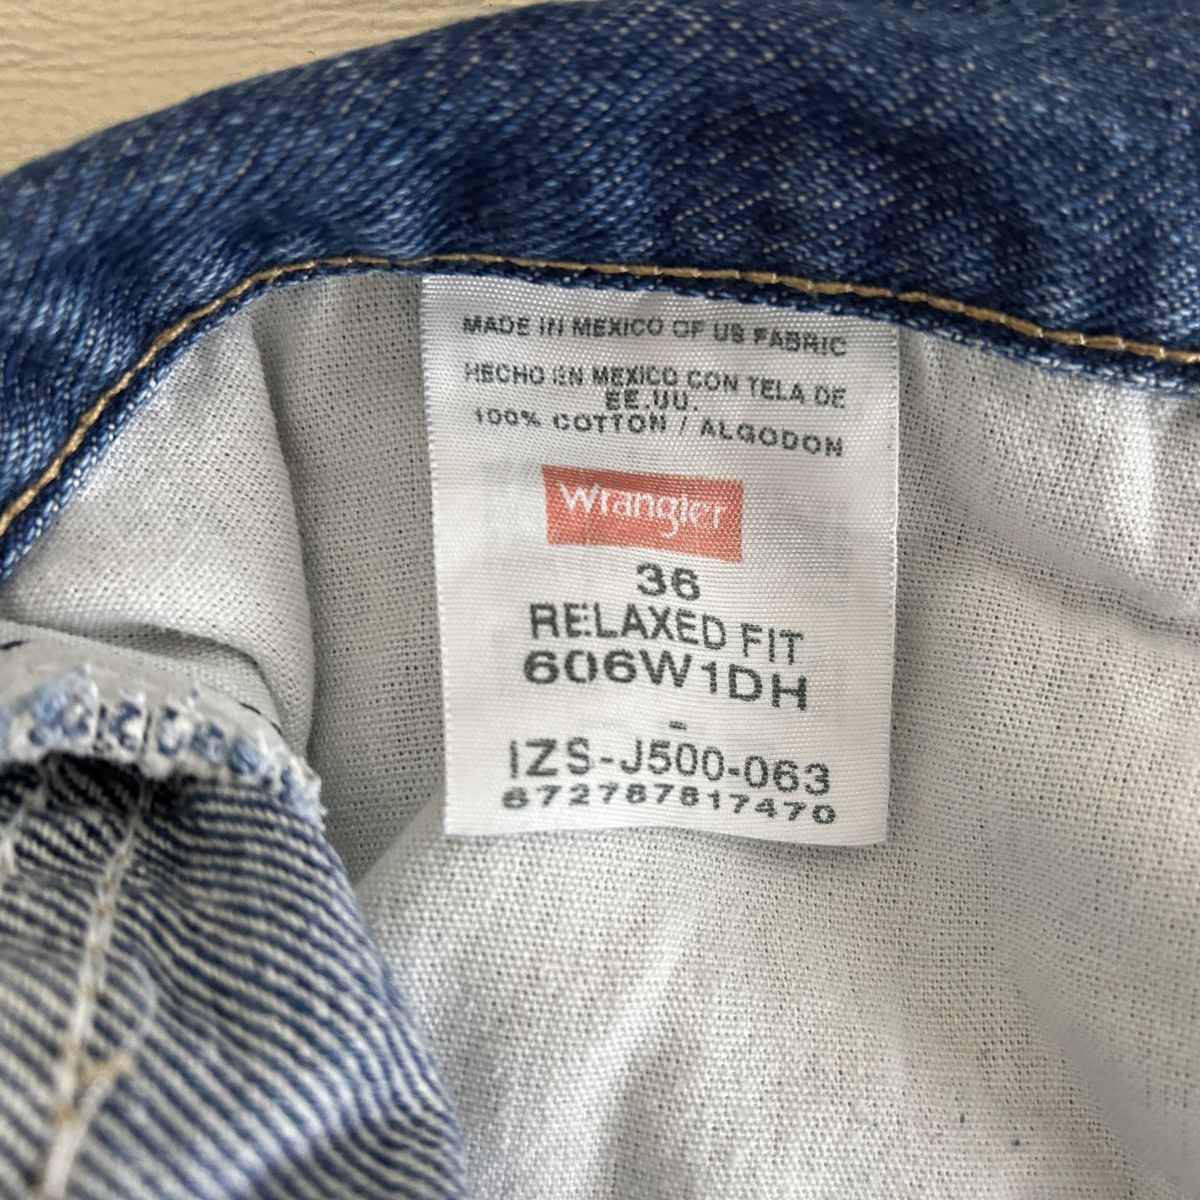 MADE IN MEXICO OF US FABRIC
HECHO EN MEXICO CON TELA DE
EE.UU.
100% COTTON / ALGODON
Wrangler
36
RELAXED FIT
606W1DH
-
IZS-J500-063
672787817470